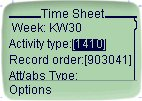 Time Sheet
Week: KW30
Activity type:[1410]
Record order:[903041]
Att/abs Type:
Options